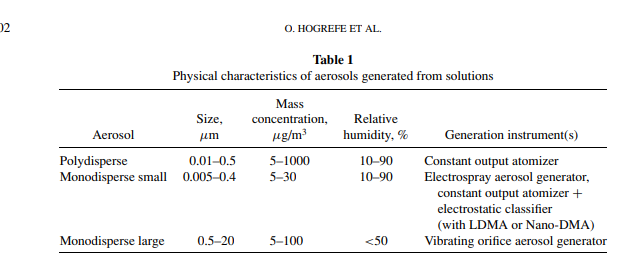 02
O. HOGREFE ET AL.
Table 1
Physical characteristics of aerosols generated from solutions
Mass
Size, concentration, Relative
Aerosol μm μg/m³ humidity, % Generation instrument(s)
Polydisperse 0.01–0.5 5–1000 10–90 Constant output atomizer
Monodisperse small 0.005–0.4 5–30 10–90 Electrospray aerosol generator,
constant output atomizer +
electrostatic classifier
(with LDMA or Nano-DMA)
Monodisperse large 0.5–20 5–100 <50 Vibrating orifice aerosol generator